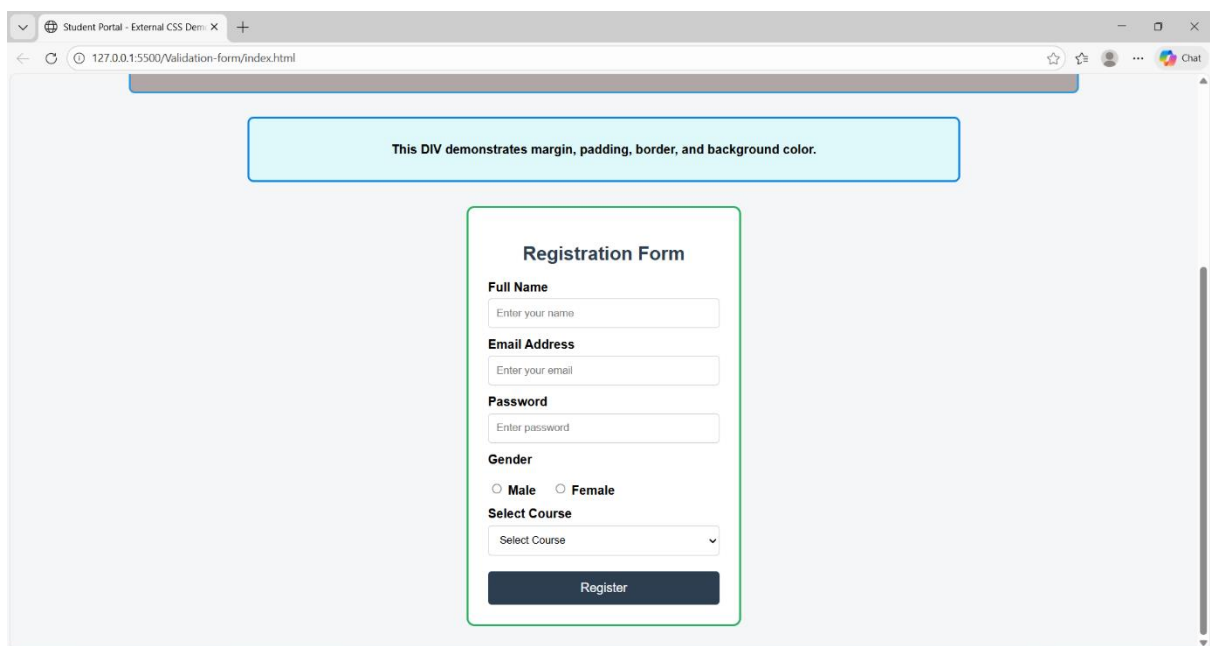 Student Portal - External CSS Dem
127.0.0.1:5500/Validation-form/index.html
Chat
This DIV demonstrates margin, padding, border, and background color.
Registration Form
Full Name
Enter your name
Email Address
Enter your email
Password
Enter password
Gender
Male Female
Select Course
Select Course
Register